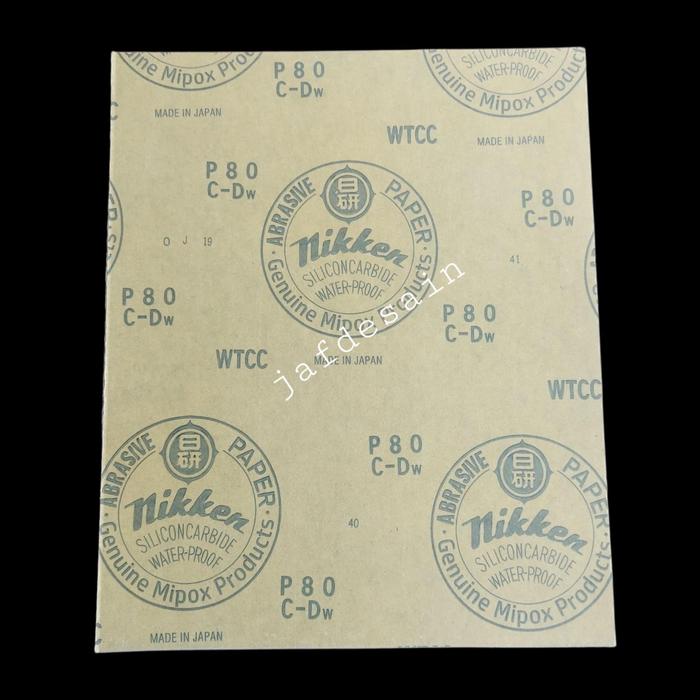 SILICONCARBIDE
WATER-PROOF
Genuine Mipox Products
P80
C-Dw
MADE IN JAPAN
WTCC
MADE IN JAPAN
P80
C-Dw
P80
C-Dw
ABRASIVE PAPER
日研
Nikken
SILICONCARBIDE
WATER-PROOF
Genuine Mipox Products
O J 19
41
P80
C-Dw
P80
C-Dw
WTCC
MADE IN JAPAN
jafdesain
WTCC
P80
C-Dw
ABRASIVE PAPER
日研
Nikken
SILICONCARBIDE
WATER-PROOF
Genuine Mipox Products
ABRASIVE PAPER
日研
Nikken
SILICONCARBIDE
WATER-PROOF
Genuine Mipox Products
40
P80
C-Dw
MADE IN JAPAN